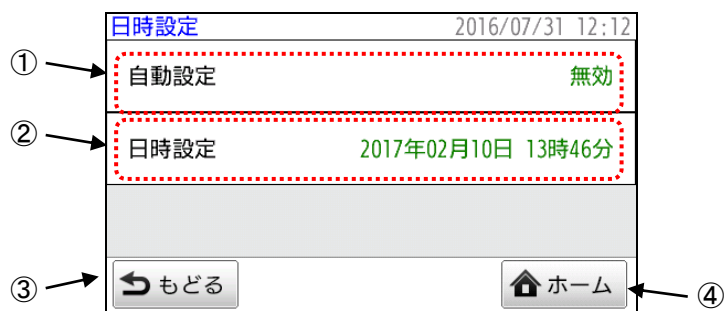 日時設定 2016/07/31 12:12
① 自動設定 無効
② 日時設定 2017年02月10日 13時46分
③ もどる ホーム ④